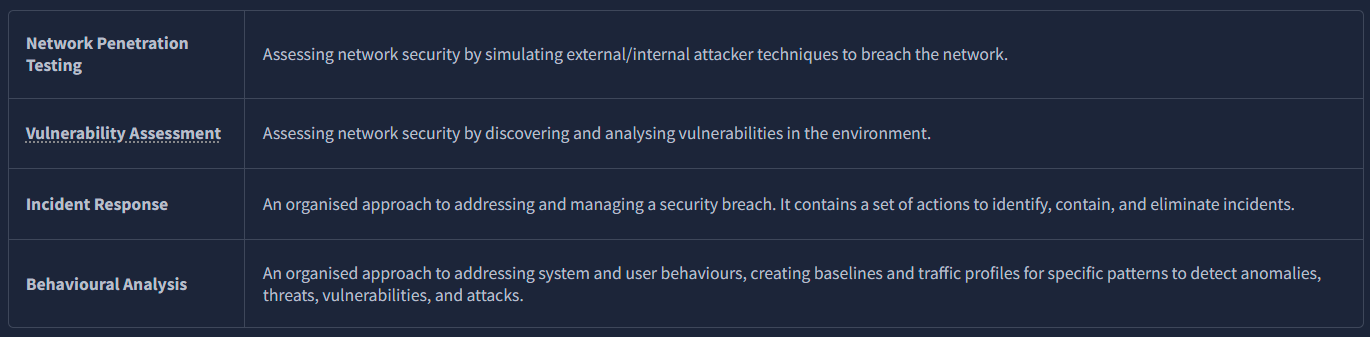 Network Penetration
Testing
Assessing network security by simulating external/internal attacker techniques to breach the network.
Vulnerability Assessment
Assessing network security by discovering and analysing vulnerabilities in the environment.
Incident Response
An organised approach to addressing and managing a security breach. It contains a set of actions to identify, contain, and eliminate incidents.
Behavioural Analysis
An organised approach to addressing system and user behaviours, creating baselines and traffic profiles for specific patterns to detect anomalies,
threats, vulnerabilities, and attacks.